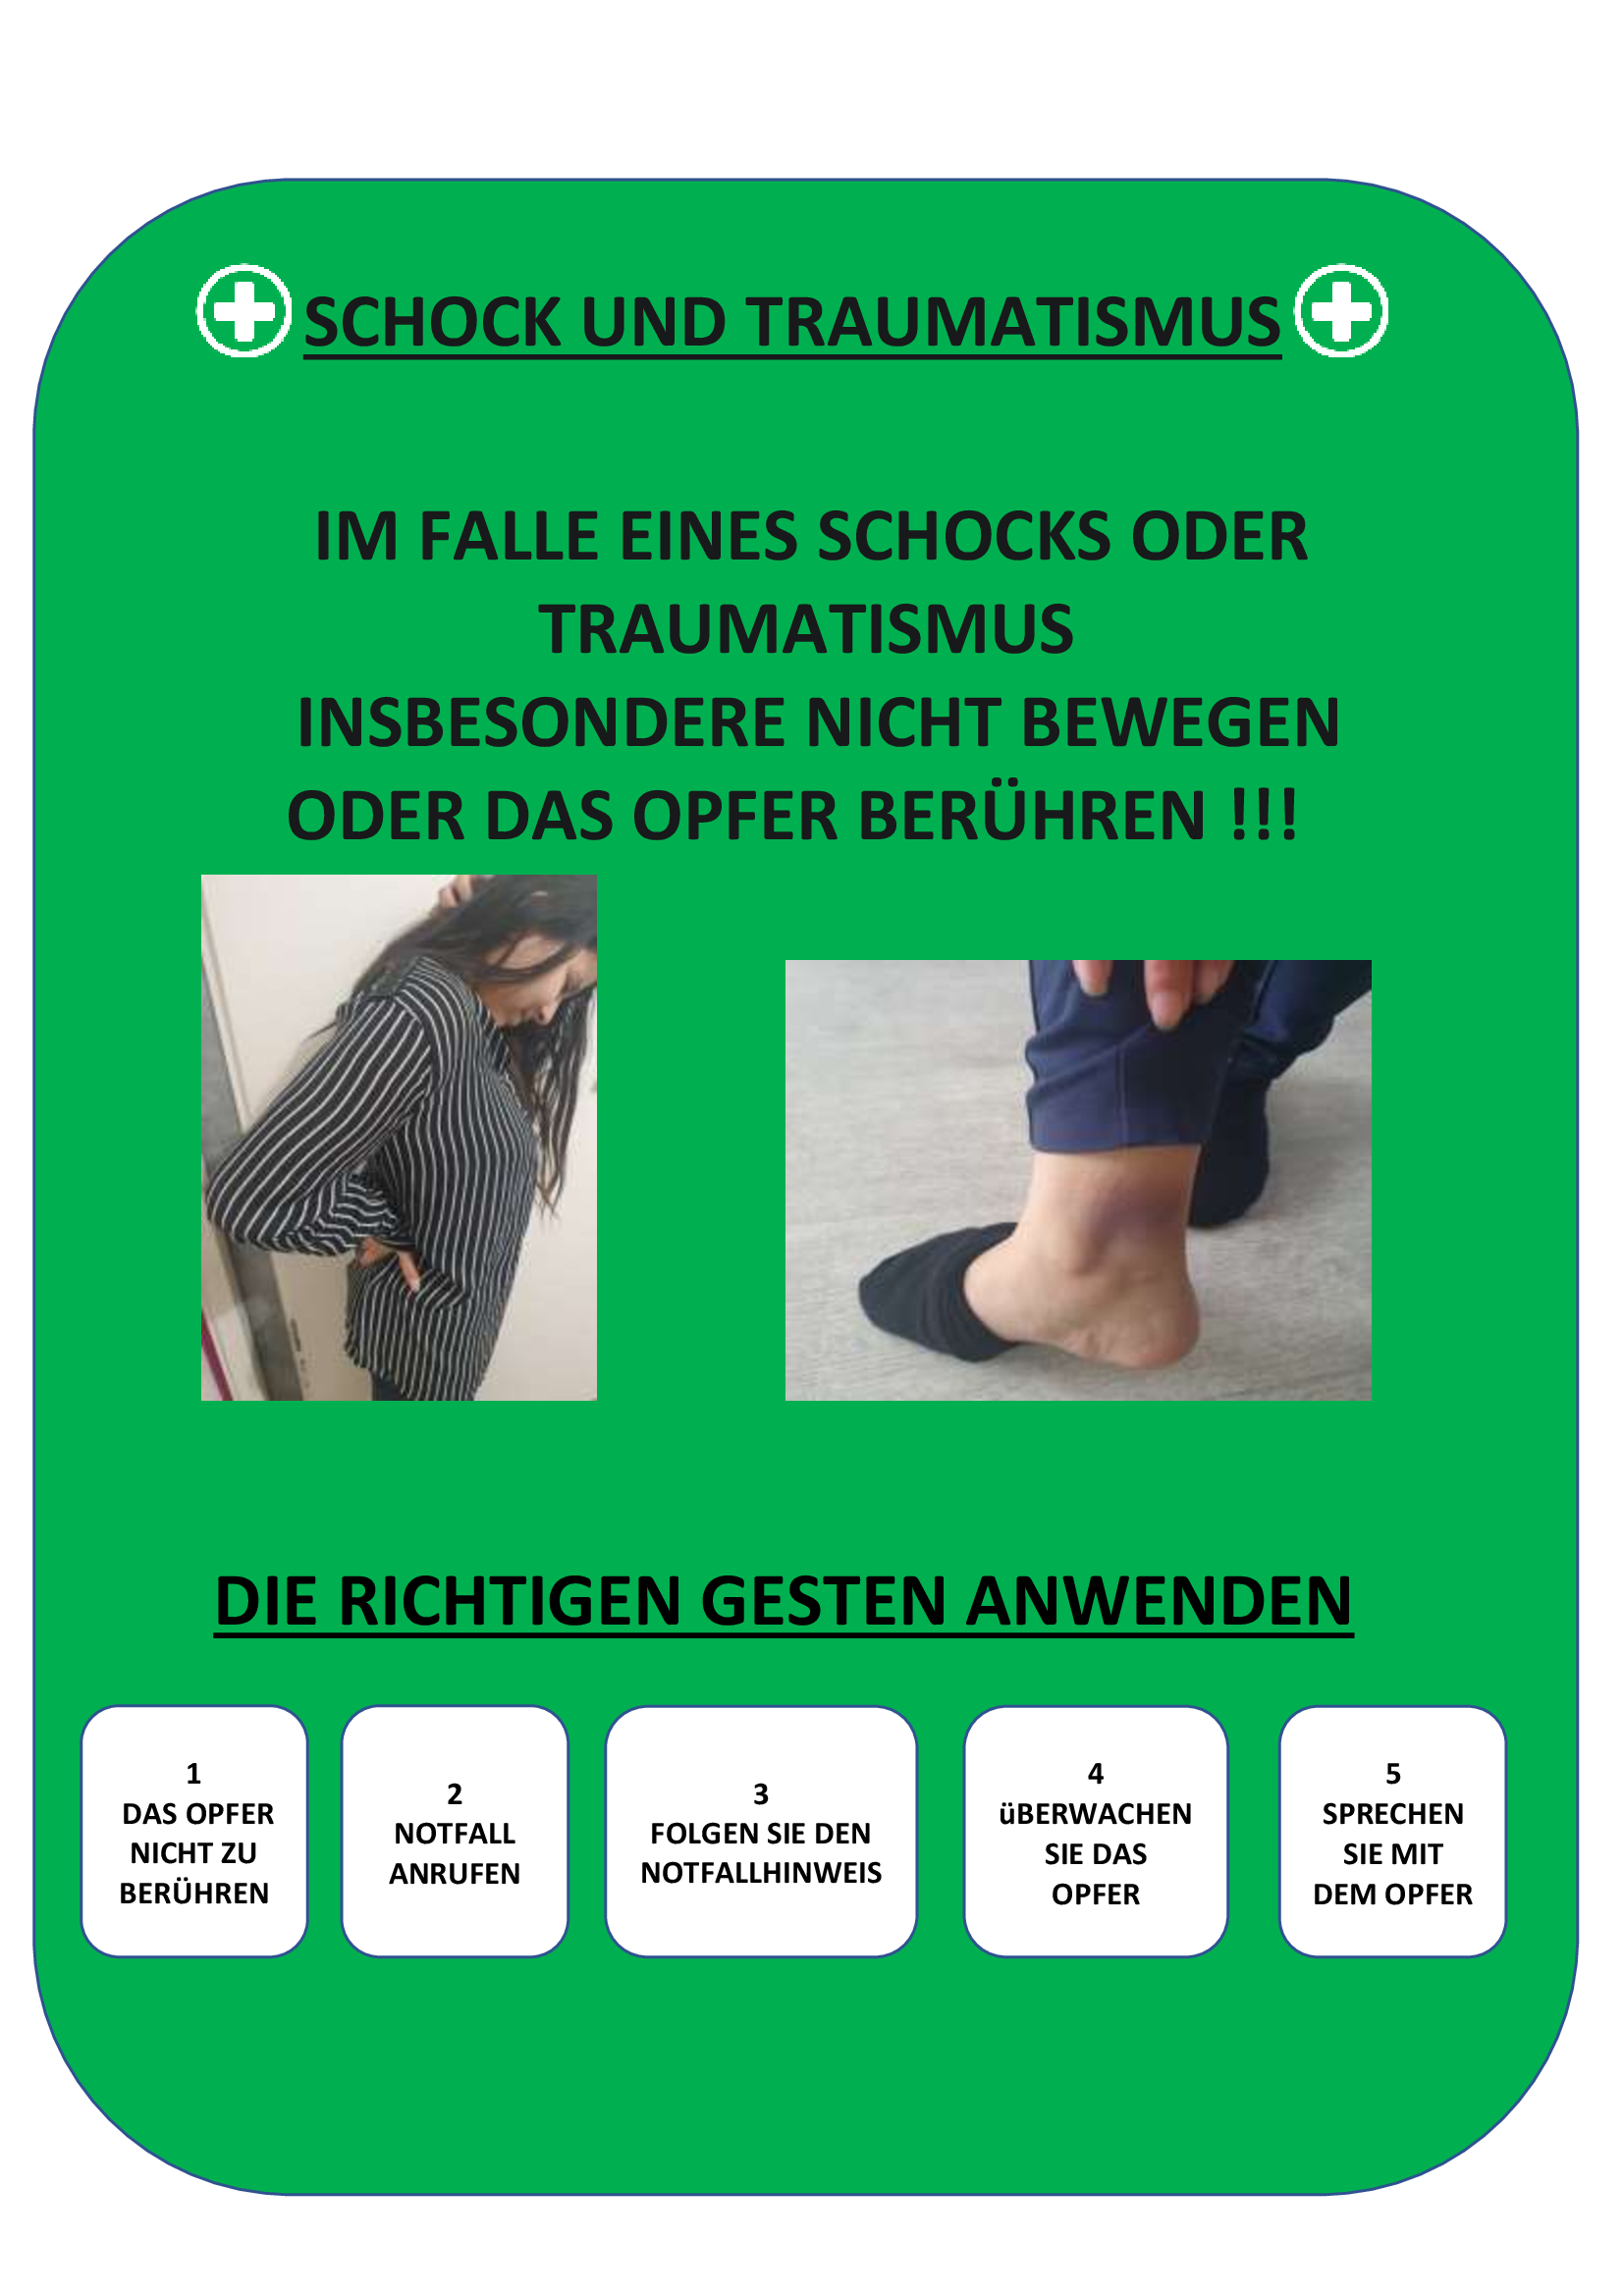 SCHOCK UND TRAUMATISMUS
IM FALLE EINES SCHOCKS ODER
TRAUMATISMUS
INSBESONDERE NICHT BEWEGEN
ODER DAS OPFER BERÜHREN !!!
DIE RICHTIGEN GESTEN ANWENDEN
1
DAS OPFER
NICHT ZU
BERÜHREN
2
NOTFALL
ANRUFEN
3
FOLGEN SIE DEN
NOTFALLHINWEIS
4
üBERWACHEN
SIE DAS
OPFER
5
SPRECHEN
SIE MIT
DEM OPFER